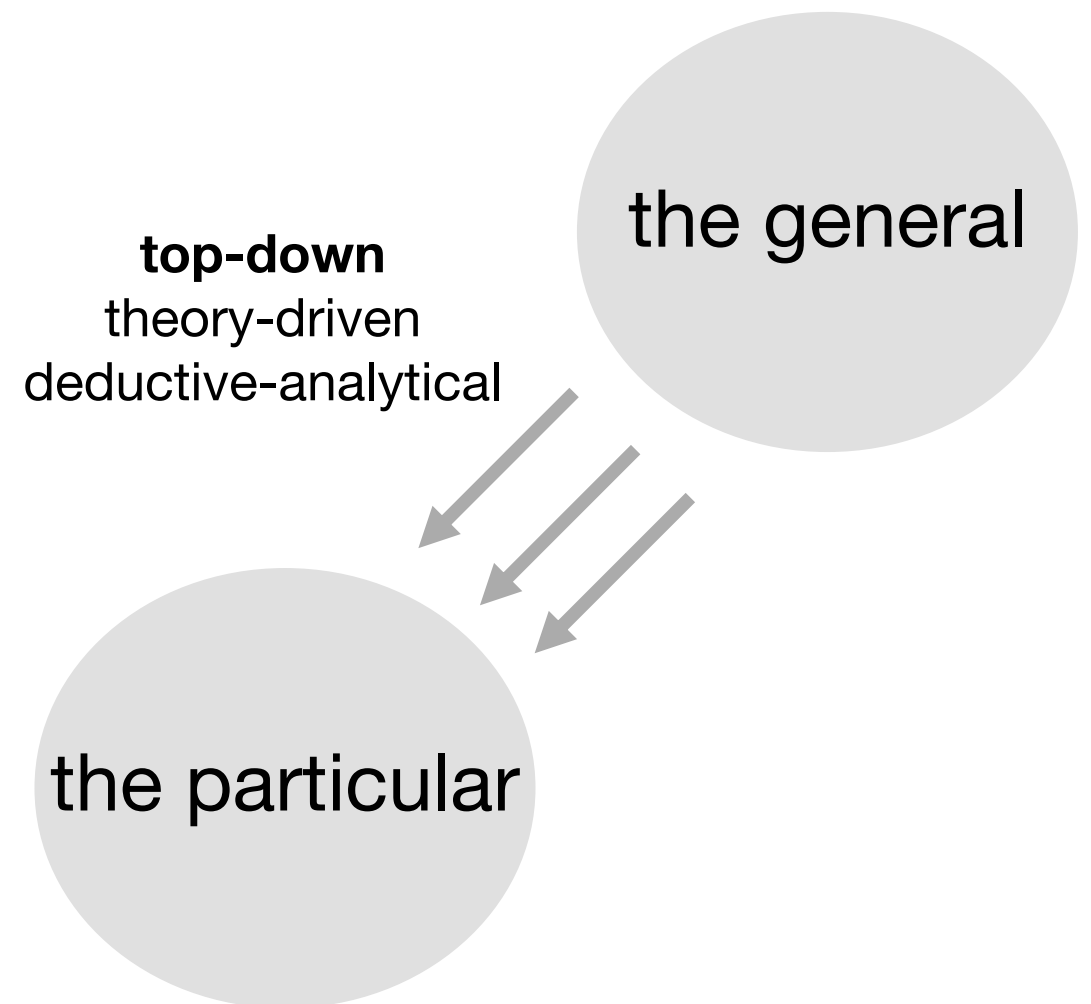 the general
top-down
theory-driven
deductive-analytical
the particular